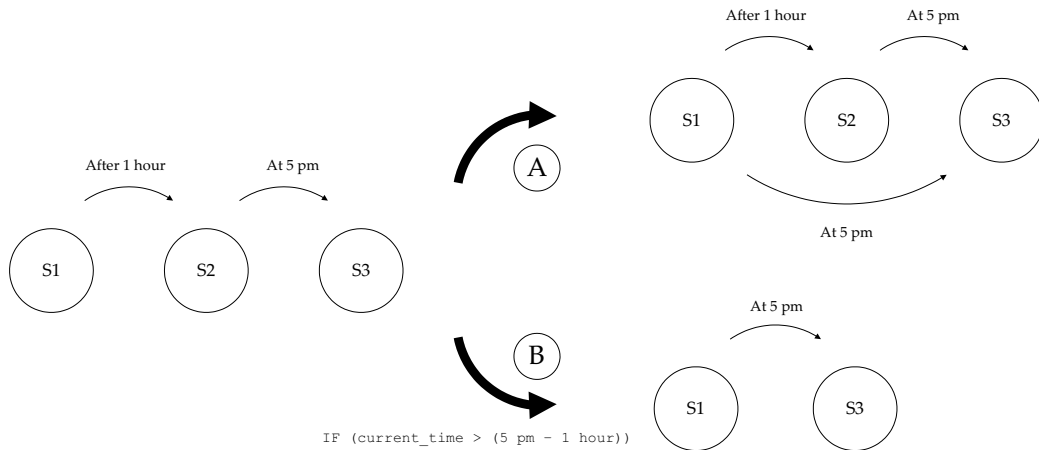 After 1 hour
At 5 pm
S1
S2
S3
A
After 1 hour
At 5 pm
S1
S2
S3
At 5 pm
B
IF (current_time > (5 pm - 1 hour))
At 5 pm
S1
S3